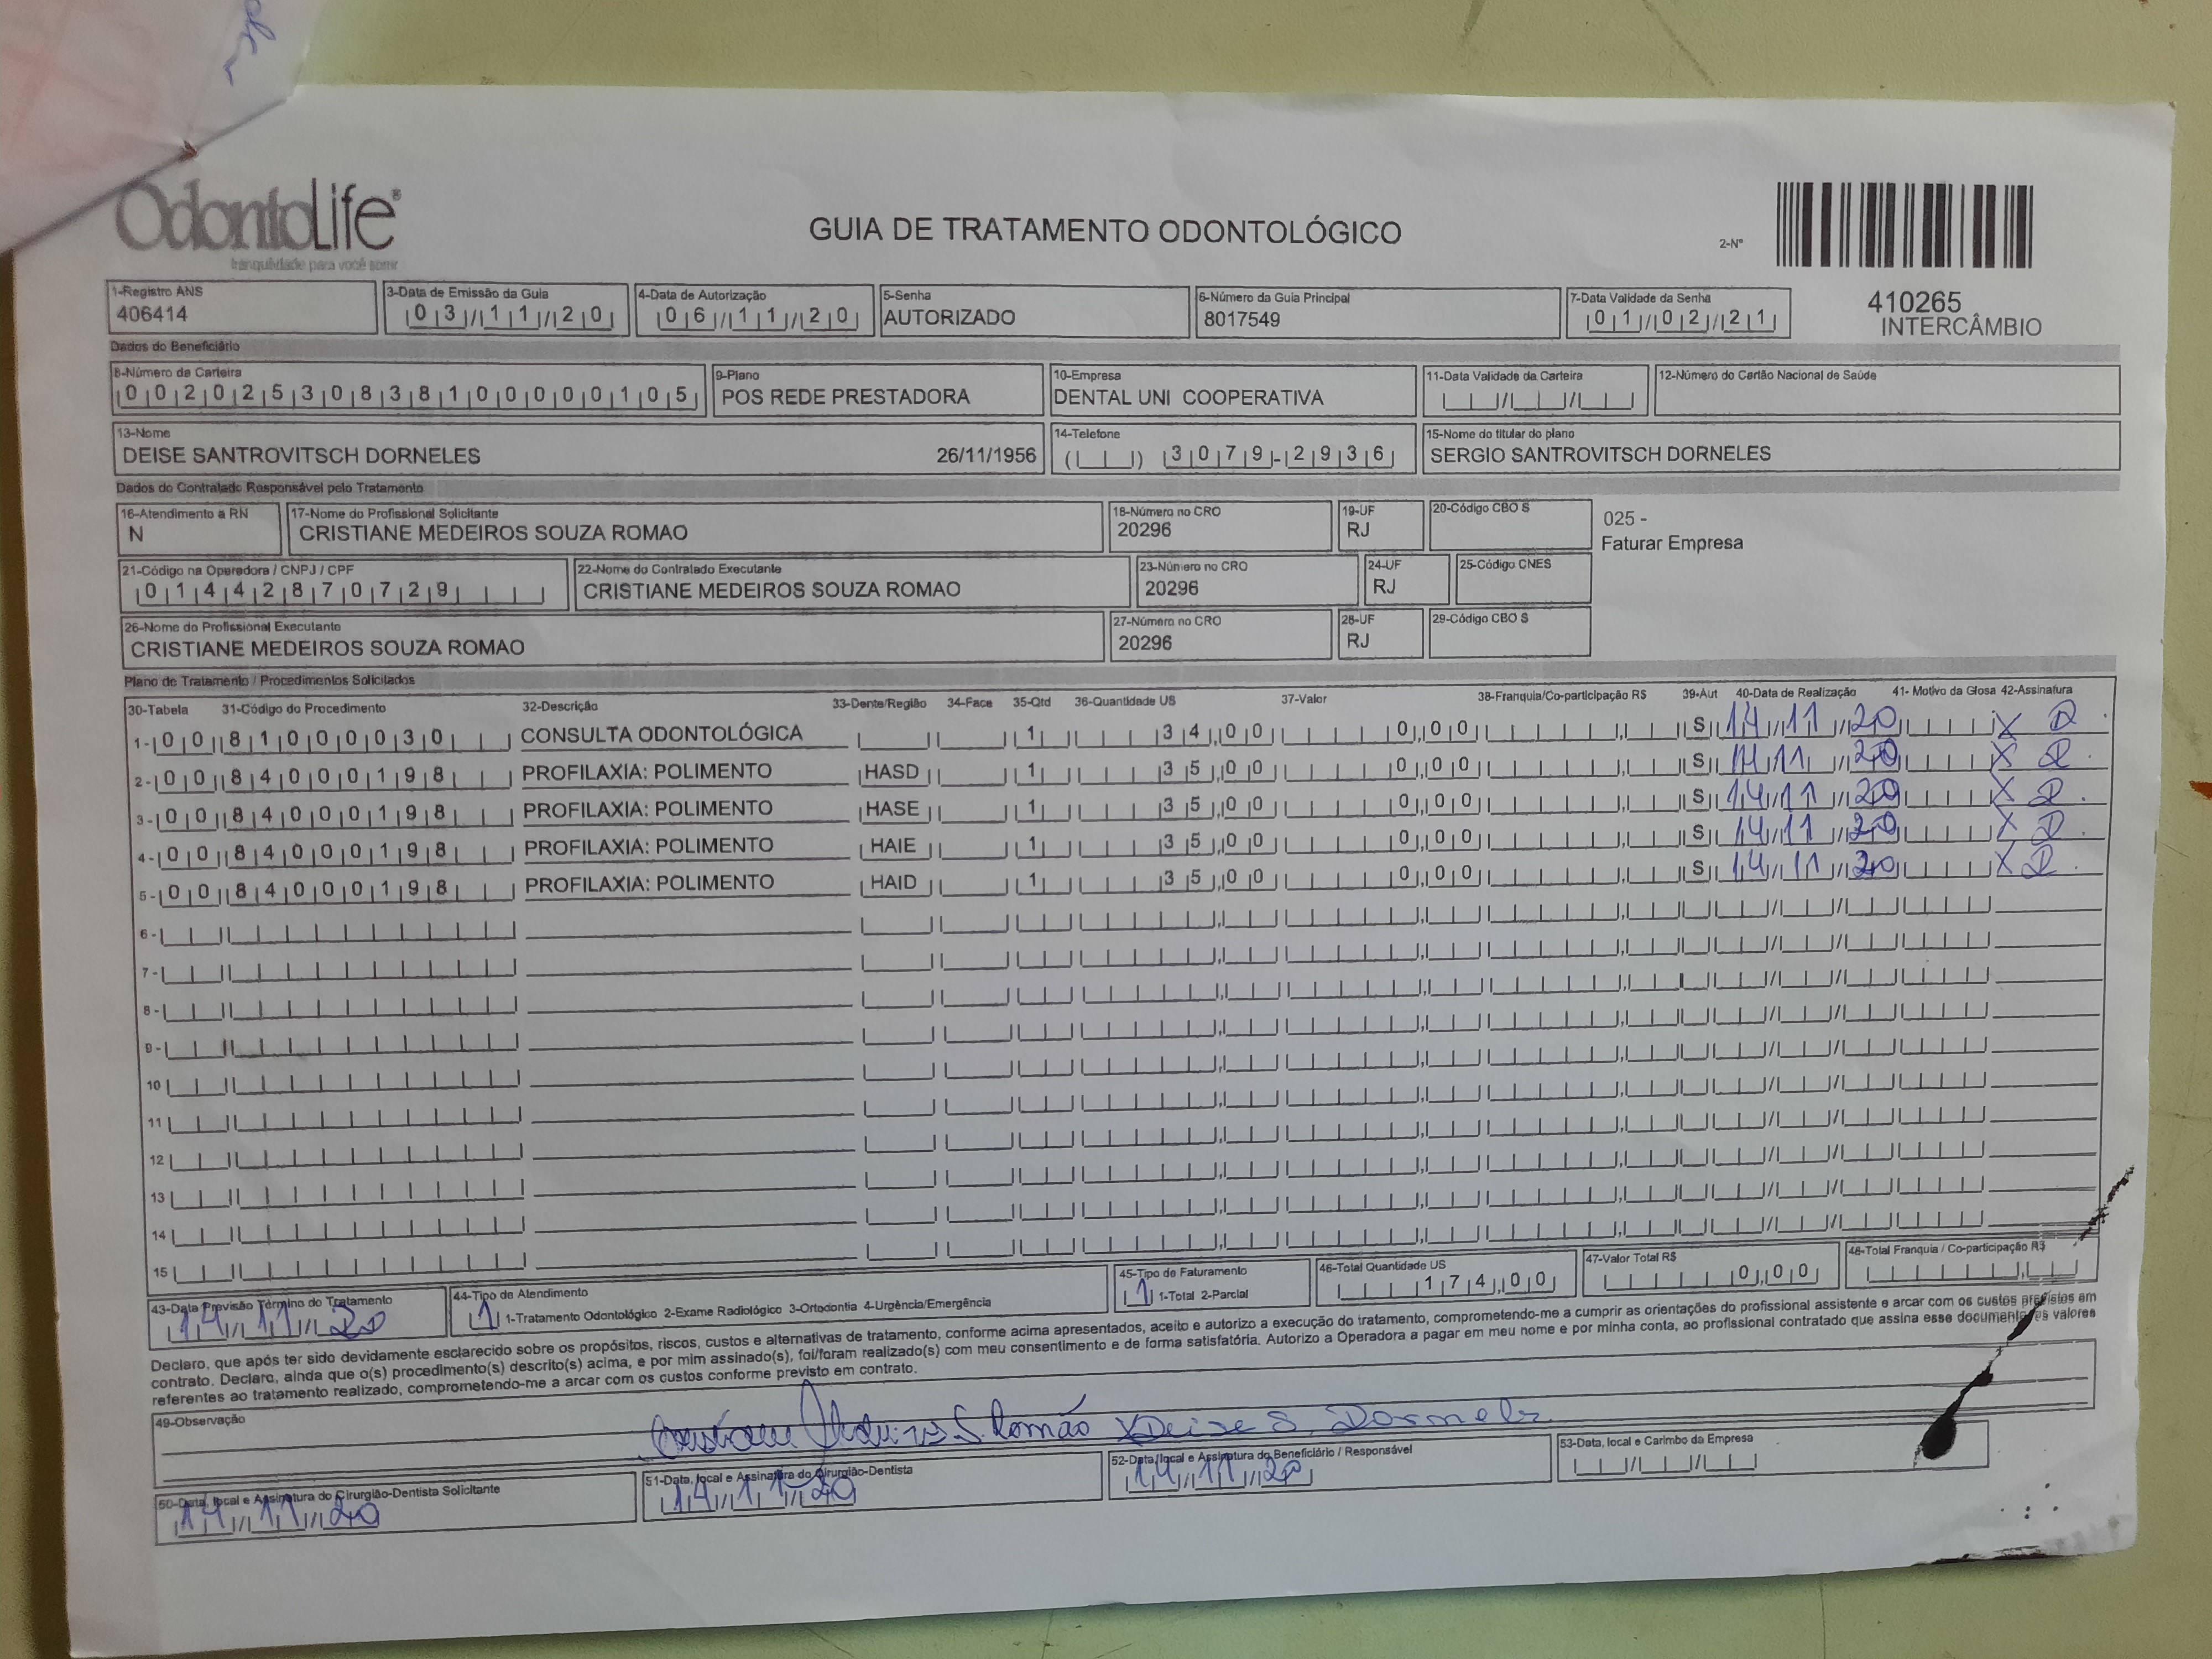 OdontoLife®
tranquilidade para você sorrir
GUIA DE TRATAMENTO ODONTOLÓGICO
2-Nº
410265
INTERCÂMBIO
1-Registro ANS
406414
3-Data de Emissão da Guia
03/11/20
4-Data de Autorização
06/11/20
5-Senha
AUTORIZADO
6-Número da Guia Principal
8017549
7-Data Validade da Senha
01/02/21
Dados do Beneficiário
8-Número da Carteira
00202530838100000105
9-Plano
POS REDE PRESTADORA
10-Empresa
DENTAL UNI COOPERATIVA
11-Data Validade da Carteira
12-Número do Cartão Nacional de Saúde
13-Nome
DEISE SANTROVITSCH DORNELES 26/11/1956
14-Telefone
( ) 3079-2936
15-Nome do titular do plano
SERGIO SANTROVITSCH DORNELES
Dados do Contratado Responsável pelo Tratamento
16-Atendimento a RN
N
17-Nome do Profissional Solicitante
CRISTIANE MEDEIROS SOUZA ROMAO
18-Número no CRO
20296
19-UF
RJ
20-Código CBO S
025 -
Faturar Empresa
21-Código na Operadora / CNPJ / CPF
01442870729
22-Nome do Contratado Executante
CRISTIANE MEDEIROS SOUZA ROMAO
23-Número no CRO
20296
24-UF
RJ
25-Código CNES
26-Nome do Profissional Executante
CRISTIANE MEDEIROS SOUZA ROMAO
27-Número no CRO
20296
28-UF
RJ
29-Código CBO S
Plano de Tratamento / Procedimentos Solicitados
30-Tabela 31-Código do Procedimento 32-Descrição 33-Dente/Região 34-Face 35-Qtd 36-Quantidade US 37-Valor 38-Franquia/Co-participação R$ 39-Aut 40-Data de Realização 41- Motivo da Glosa 42-Assinatura
1- 00 81000030 CONSULTA ODONTOLÓGICA 1 34,00 0,00 S 14/11/20 X D.
2- 00 84000198 PROFILAXIA: POLIMENTO HASD 1 35,00 0,00 S 14/11/20 X D.
3- 00 84000198 PROFILAXIA: POLIMENTO HASE 1 35,00 0,00 S 14/11/20 X D.
4- 00 84000198 PROFILAXIA: POLIMENTO HAIE 1 35,00 0,00 S 14/11/20 X D.
5- 00 84000198 PROFILAXIA: POLIMENTO HAID 1 35,00 0,00 S 14/11/20 X D.
6-
7-
8-
9-
10
11
12
13
14
15
43-Data Previsão Término do Tratamento
14/11/20
44-Tipo de Atendimento
1 1-Tratamento Odontológico 2-Exame Radiológico 3-Ortodontia 4-Urgência/Emergência
45-Tipo de Faturamento
1 1-Total 2-Parcial
46-Total Quantidade US
174,00
47-Valor Total R$
0,00
48-Total Franquia / Co-participação R$
Declaro, que após ter sido devidamente esclarecido sobre os propósitos, riscos, custos e alternativas de tratamento, conforme acima apresentados, aceito e autorizo a execução do tratamento, comprometendo-me a cumprir as orientações do profissional assistente e arcar com os custos previstos em
contrato. Declaro, ainda que o(s) procedimento(s) descrito(s) acima, e por mim assinado(s), foi/foram realizado(s) com meu consentimento e de forma satisfatória. Autorizo a Operadora a pagar em meu nome e por minha conta, ao profissional contratado que assina esse documento, os valores
referentes ao tratamento realizado, comprometendo-me a arcar com os custos conforme previsto em contrato.
49-Observação
S. Romão X Deise S. Dorneles
50-Data, local e Assinatura do Cirurgião-Dentista Solicitante
14/11/20
51-Data, local e Assinatura do Cirurgião-Dentista
14/11/20
52-Data, local e Assinatura do Beneficiário / Responsável
14/11/20
53-Data, local e Carimbo da Empresa